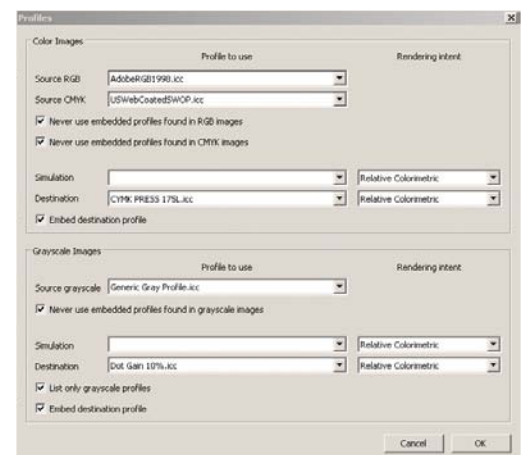 Profiles
Color Images
Profile to use Rendering intent
Source RGB AdobeRGB1998.icc
Source CMYK USWebCoatedSWOP.icc
Never use embedded profiles found in RGB images
Never use embedded profiles found in CMYK images
Simulation Relative Colorimetric
Destination CYMK PRESS 175L.icc Relative Colorimetric
Embed destination profile
Grayscale Images
Profile to use Rendering intent
Source grayscale Generic Gray Profile.icc
Never use embedded profiles found in grayscale images
Simulation Relative Colorimetric
Destination Dot Gain 10%.icc Relative Colorimetric
List only grayscale profiles
Embed destination profile
Cancel OK